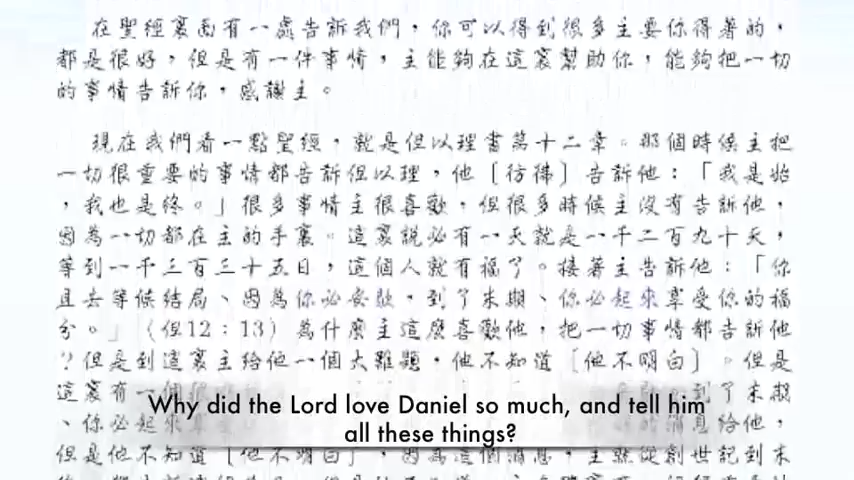 在聖經裏面有一處告訴我們，你可以得到很多主要你得著的，
都是很好，但是有一件事情，主能夠在這裏幫助你，能夠把一切
的事情告訴你，感謝主。
現在我們看一點聖經，就是但以理書第十二章。那個時候主把
一切很重要的事情都告訴但以理，他［彷彿］告訴他：「我是始
，我也是終。」很多事情主很喜歡，但很多時候主沒有告訴他，
因為一切都在主的手裏。這裏說必有一天就是一千二百九十天，
等到一千三百三十五日，這個人就有福了。接著主告訴他：「你
且去等候結局、因為你必安歇，到了末期、你必起來享受你的福
分。」（但12：13）為什麼主這麼喜歡他，把一切事情都告訴他
？但是到這裏主給他一個大難題，他不知道［他不明白］。但是
這裏有一個很 到了末期
、你必起來 消息給他，
Why did the Lord love Daniel so much, and tell him
all these things?
但是他不知道［他不明白］，因為這個消息，主就從創世記到末